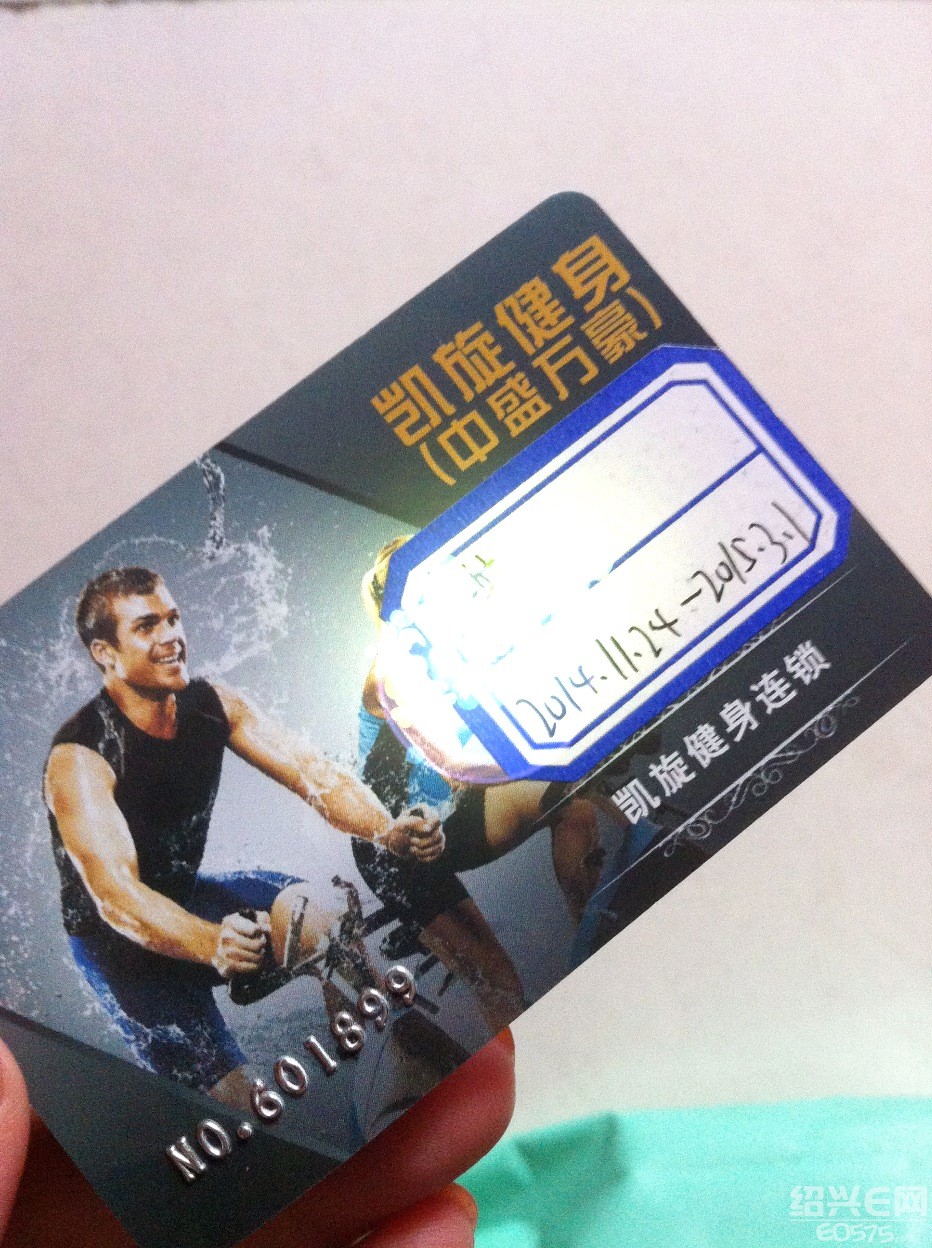 凯旋健身
(中盛万豪)
2014.11.24-2015.3.1
凯旋健身连锁
NO.601899
绍兴E网
E0575